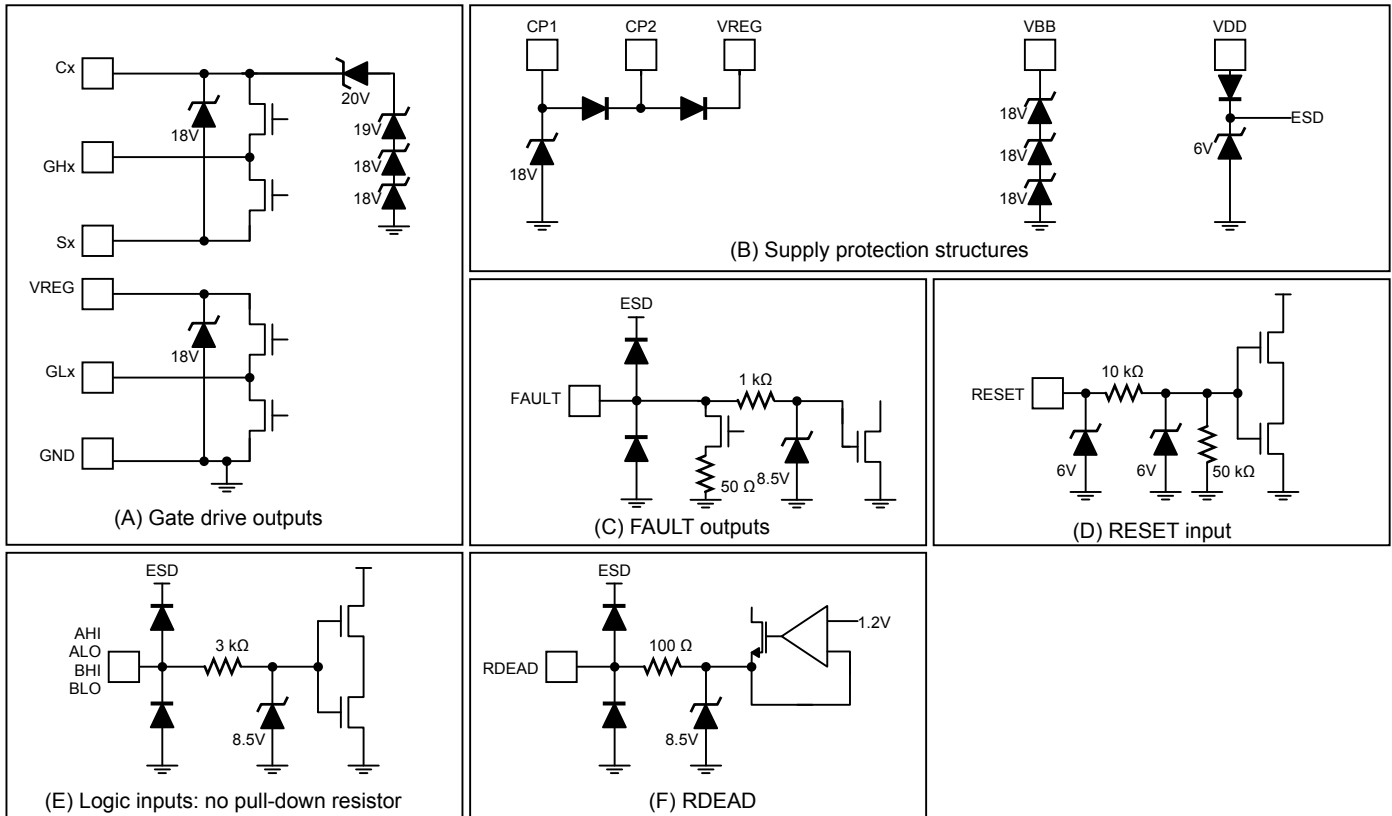 Cx
20V
18V
19V
GHx
18V
18V
Sx
VREG
18V
GLx
GND
(A) Gate drive outputs
CP1
CP2
VREG
VBB
VDD
18V
ESD
18V
6V
18V
18V
(B) Supply protection structures
ESD
1 kΩ
FAULT
50 Ω
8.5V
(C) FAULT outputs
10 kΩ
RESET
6V
6V
50 kΩ
(D) RESET input
ESD
AHI
ALO
BHI
BLO
3 kΩ
8.5V
(E) Logic inputs: no pull-down resistor
ESD
1.2V
100 Ω
RDEAD
8.5V
(F) RDEAD